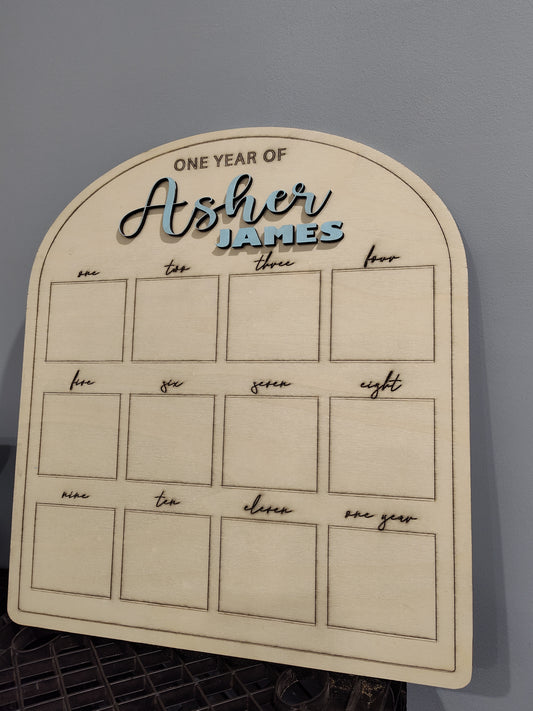 ONE YEAR OF
Asher
JAMES
one two three four
five six seven eight
nine ten eleven one year